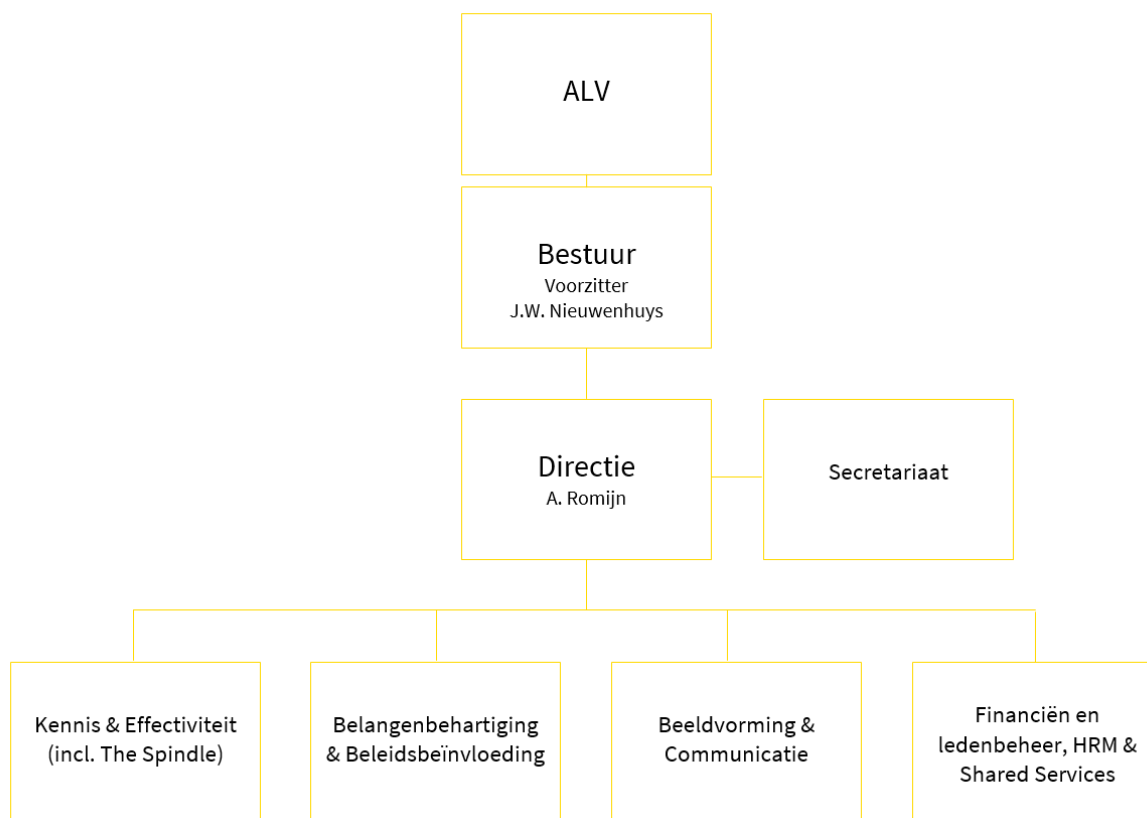 ALV
Bestuur
Voorzitter
J.W. Nieuwenhuys
Directie
A. Romijn
Secretariaat
Kennis & Effectiviteit
(incl. The Spindle)
Belangenbehartiging
& Beleidsbeïnvloeding
Beeldvorming &
Communicatie
Financiën en
ledenbeheer, HRM &
Shared Services